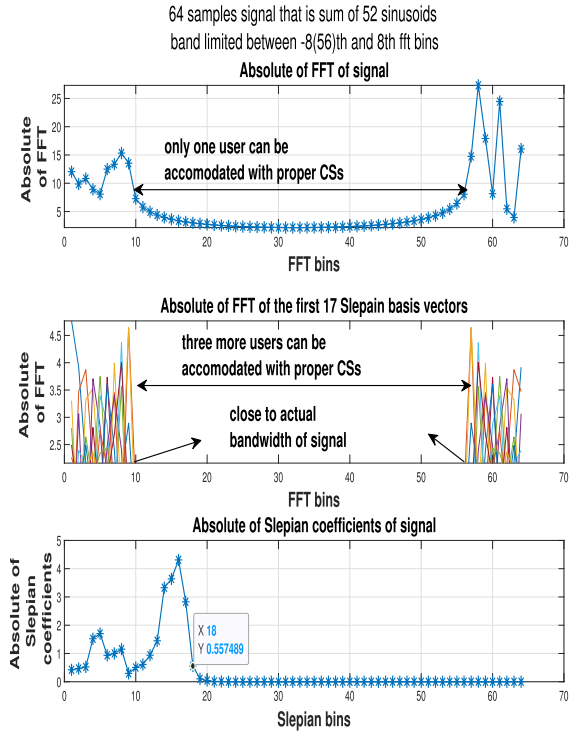 64 samples signal that is sum of 52 sinusoids
band limited between -8(56)th and 8th fft bins
Absolute of FFT of signal
Absolute
of FFT
25
20
15
10
5
only one user can be
accomodated with proper CSs
0 10 20 30 40 50 60 70
FFT bins
Absolute of FFT of the first 17 Slepain basis vectors
Absolute
of FFT
4.5
4
3.5
3
2.5
three more users can be
accomodated with proper CSs
close to actual
bandwidth of signal
0 10 20 30 40 50 60 70
FFT bins
Absolute of Slepian coefficients of signal
Absolute of
Slepian
coefficients
5
4
3
2
1
0
X 18
Y 0.557489
0 10 20 30 40 50 60 70
Slepian bins